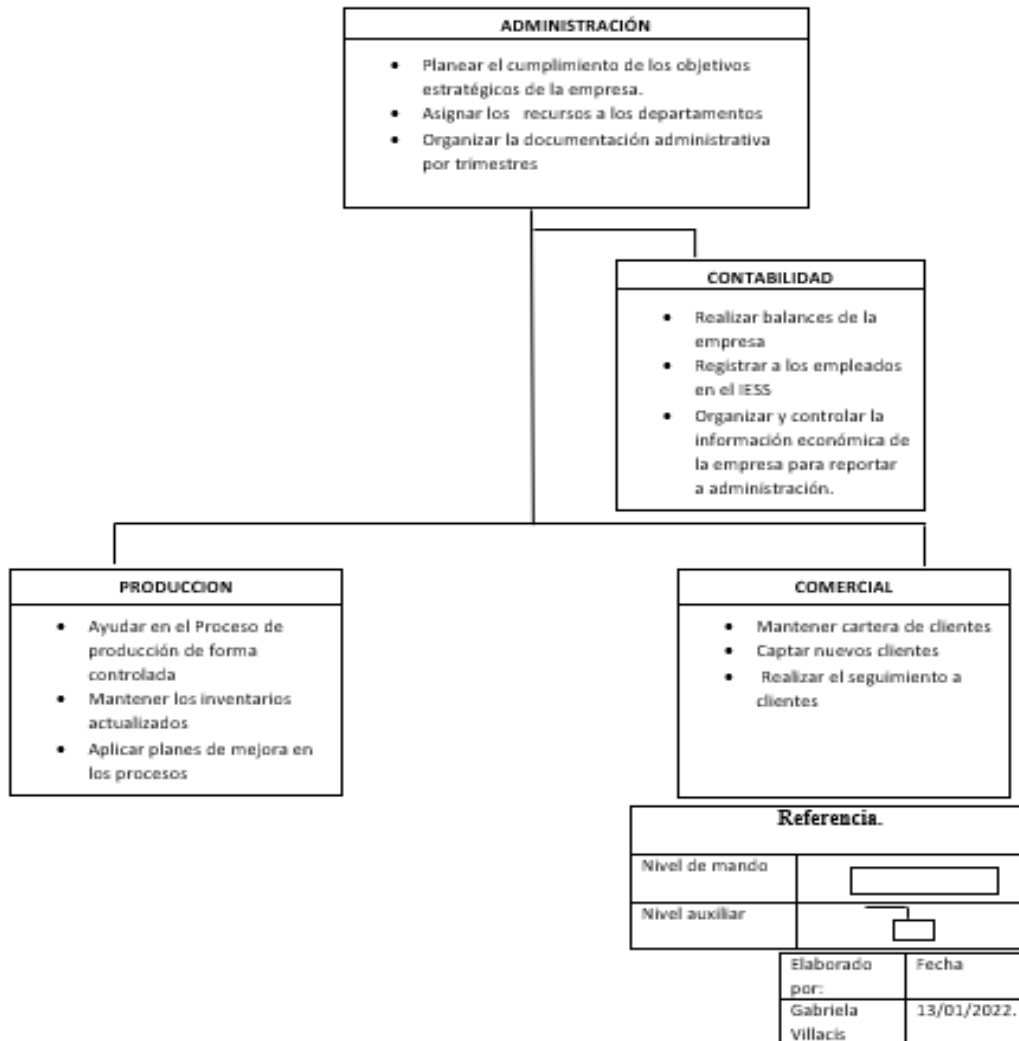 ADMINISTRACIÓN
• Planear el cumplimiento de los objetivos
estratégicos de la empresa.
• Asignar los recursos a los departamentos
• Organizar la documentación administrativa
por trimestres
CONTABILIDAD
• Realizar balances de la
empresa
• Registrar a los empleados
en el IESS
• Organizar y controlar la
información económica de
la empresa para reportar
a administración.
PRODUCCION
• Ayudar en el Proceso de
producción de forma
controlada
• Mantener los inventarios
actualizados
• Aplicar planes de mejora en
los procesos
COMERCIAL
• Mantener cartera de clientes
• Captar nuevos clientes
• Realizar el seguimiento a
clientes
Referencia.
Nivel de mando
Nivel auxiliar
Elaborado
por:
Fecha
Gabriela
Villacis
13/01/2022.